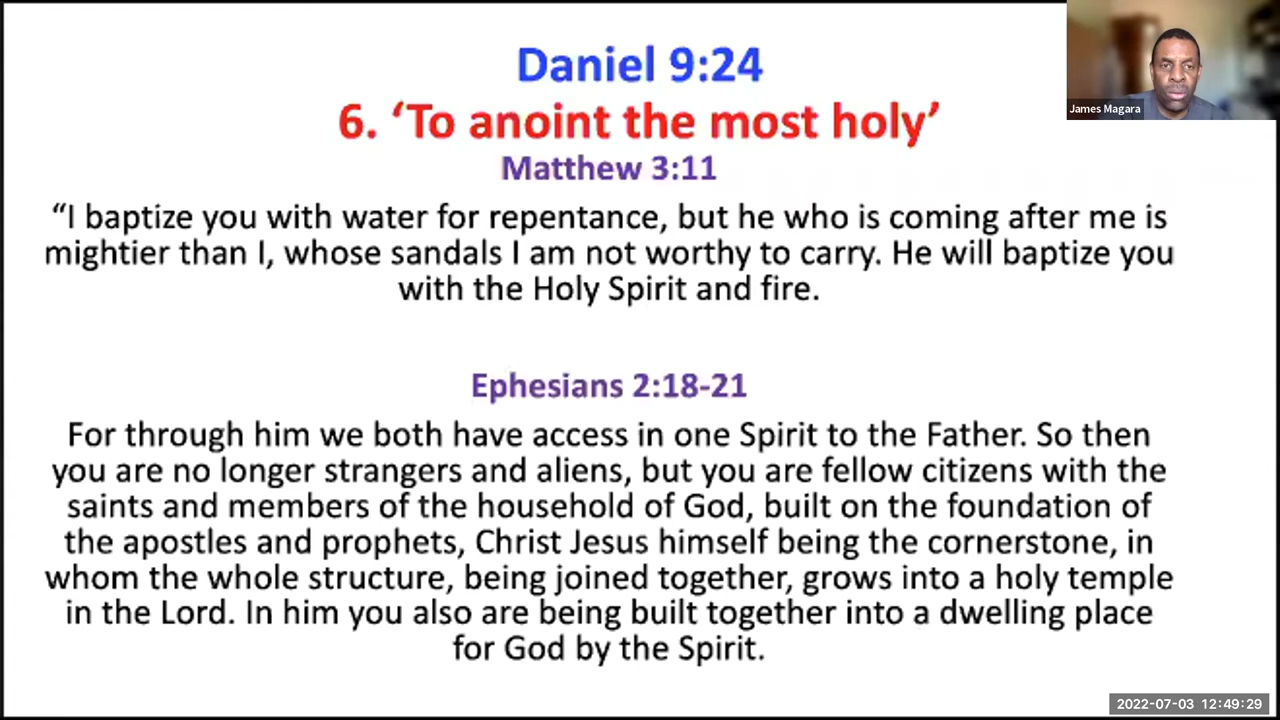 Daniel 9:24
6. ‘To anoint the most holy’
James Magara
Matthew 3:11
“I baptize you with water for repentance, but he who is coming after me is
mightier than I, whose sandals I am not worthy to carry. He will baptize you
with the Holy Spirit and fire.
Ephesians 2:18-21
For through him we both have access in one Spirit to the Father. So then
you are no longer strangers and aliens, but you are fellow citizens with the
saints and members of the household of God, built on the foundation of
the apostles and prophets, Christ Jesus himself being the cornerstone, in
whom the whole structure, being joined together, grows into a holy temple
in the Lord. In him you also are being built together into a dwelling place
for God by the Spirit.
2022-07-03 12:49:29